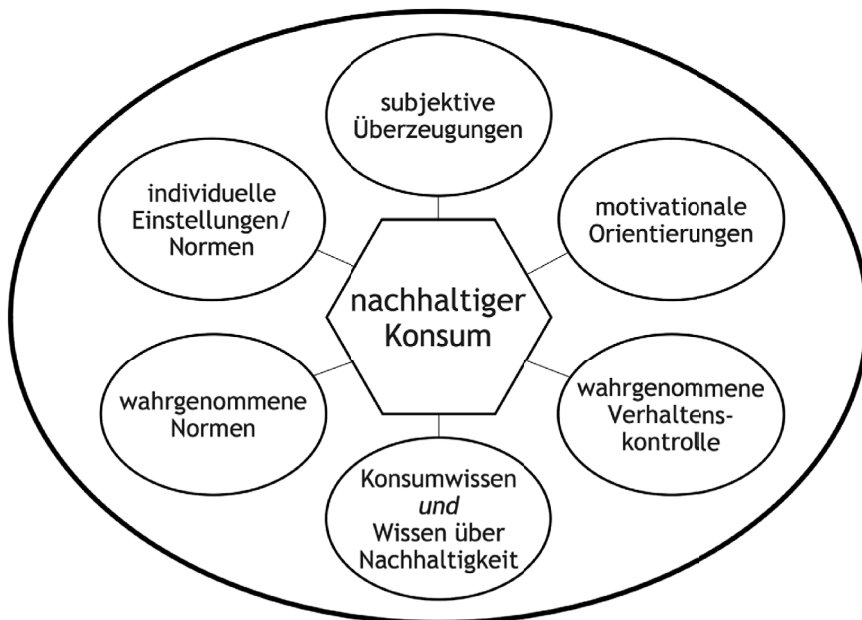 subjektive
Überzeugungen
individuelle
Einstellungen/
Normen
motivationale
Orientierungen
nachhaltiger
Konsum
wahrgenommene
Normen
wahrgenommene
Verhaltens-
kontrolle
Konsumwissen
und
Wissen über
Nachhaltigkeit